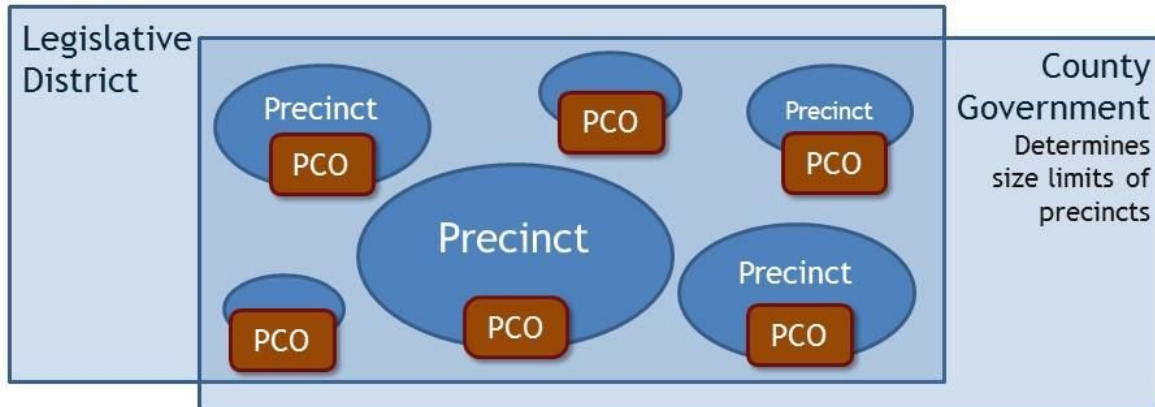 Legislative
District
Precinct
PCO
PCO
Precinct
PCO
County
Government
Determines
size limits of
precincts
Precinct
PCO
Precinct
PCO
PCO